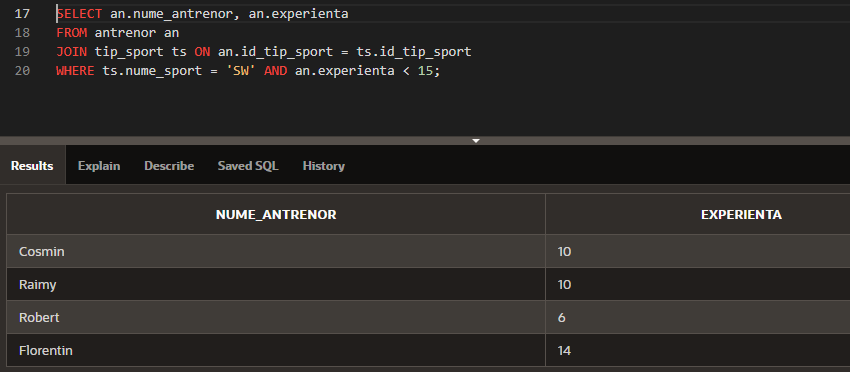 17 SELECT an.nume_antrenor, an.experienta
18 FROM antrenor an
19 JOIN tip_sport ts ON an.id_tip_sport = ts.id_tip_sport
20 WHERE ts.nume_sport = 'SW' AND an.experienta < 15;
Results Explain Describe Saved SQL History
NUME_ANTRENOR EXPERIENTA
Cosmin 10
Raimy 10
Robert 6
Florentin 14